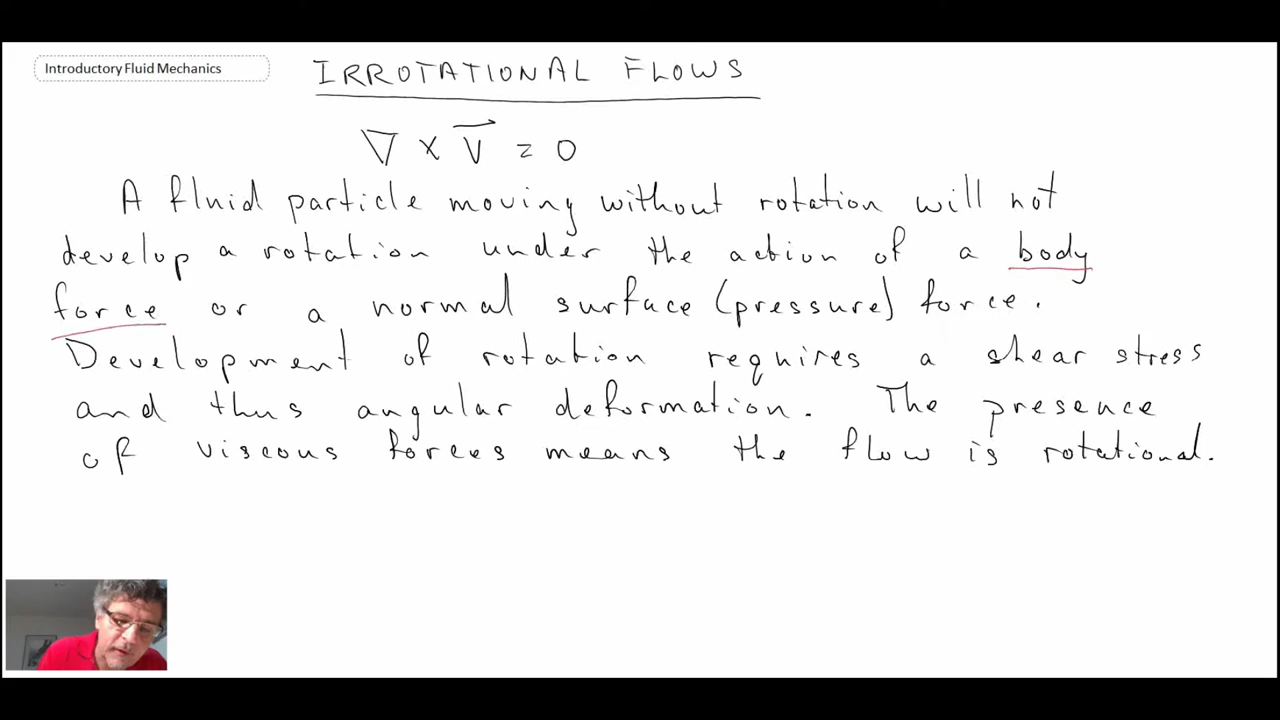 Introductory Fluid Mechanics
IRROTATIONAL FLOWS
∇ × V⃗ = 0
A fluid particle moving without rotation will not
develop a rotation under the action of a body
force or a normal surface (pressure) force.
Development of rotation requires a shear stress
and thus angular deformation. The presence
of viscous forces means the flow is rotational.